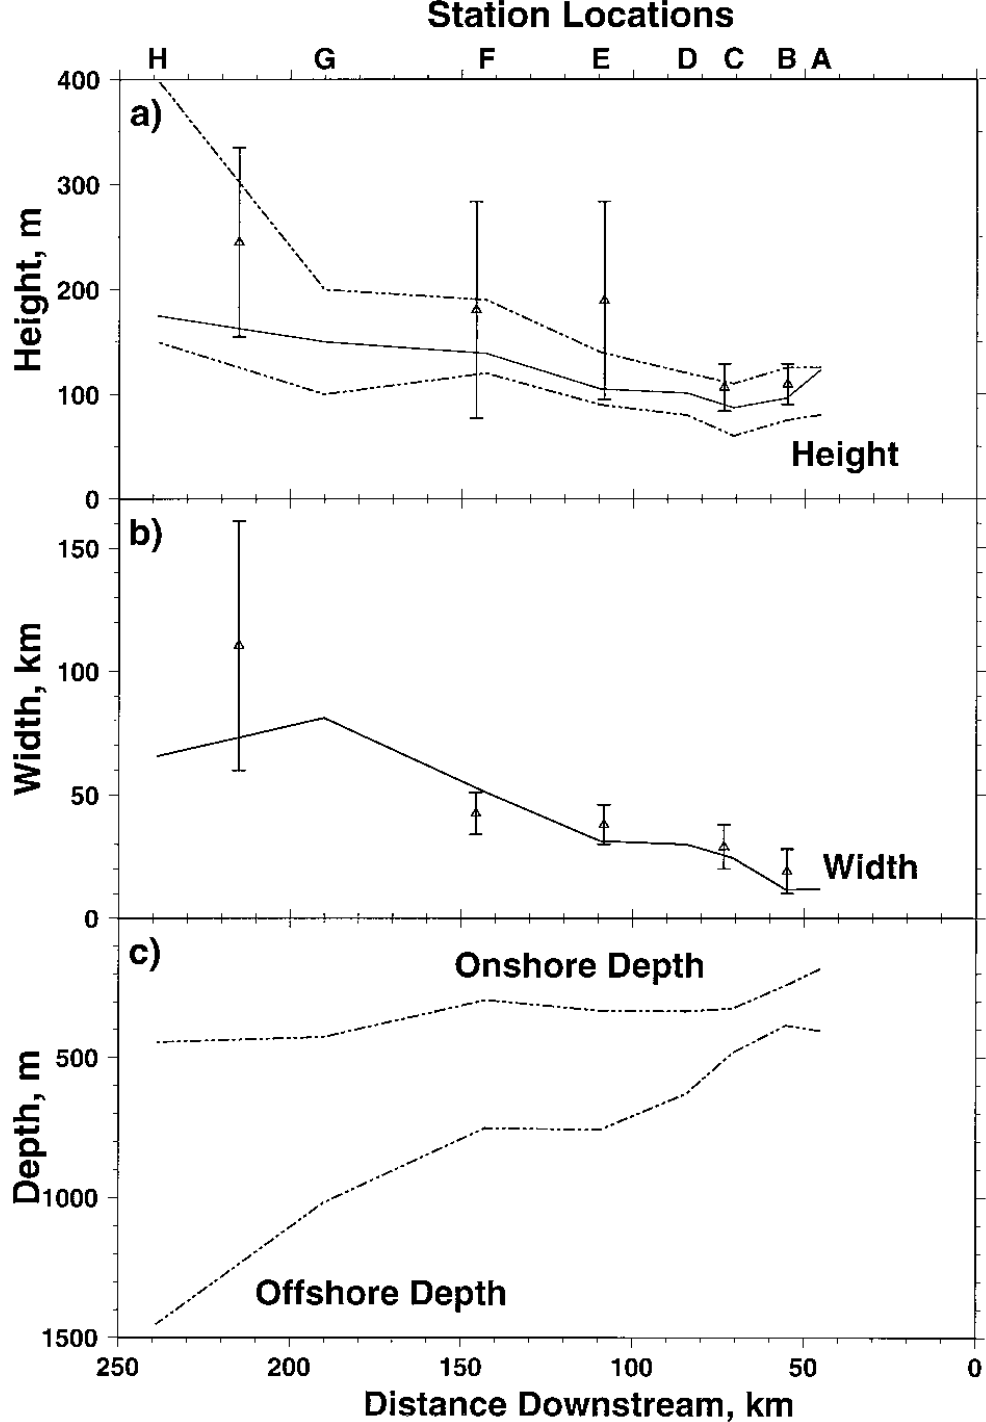 Station Locations
H G F E D C B A
400
a)
300
200
100
0
Height, m
Height
b)
150
100
50
0
Width, km
Width
c)
Onshore Depth
500
1000
1500
Depth, m
Offshore Depth
250 200 150 100 50 0
Distance Downstream, km